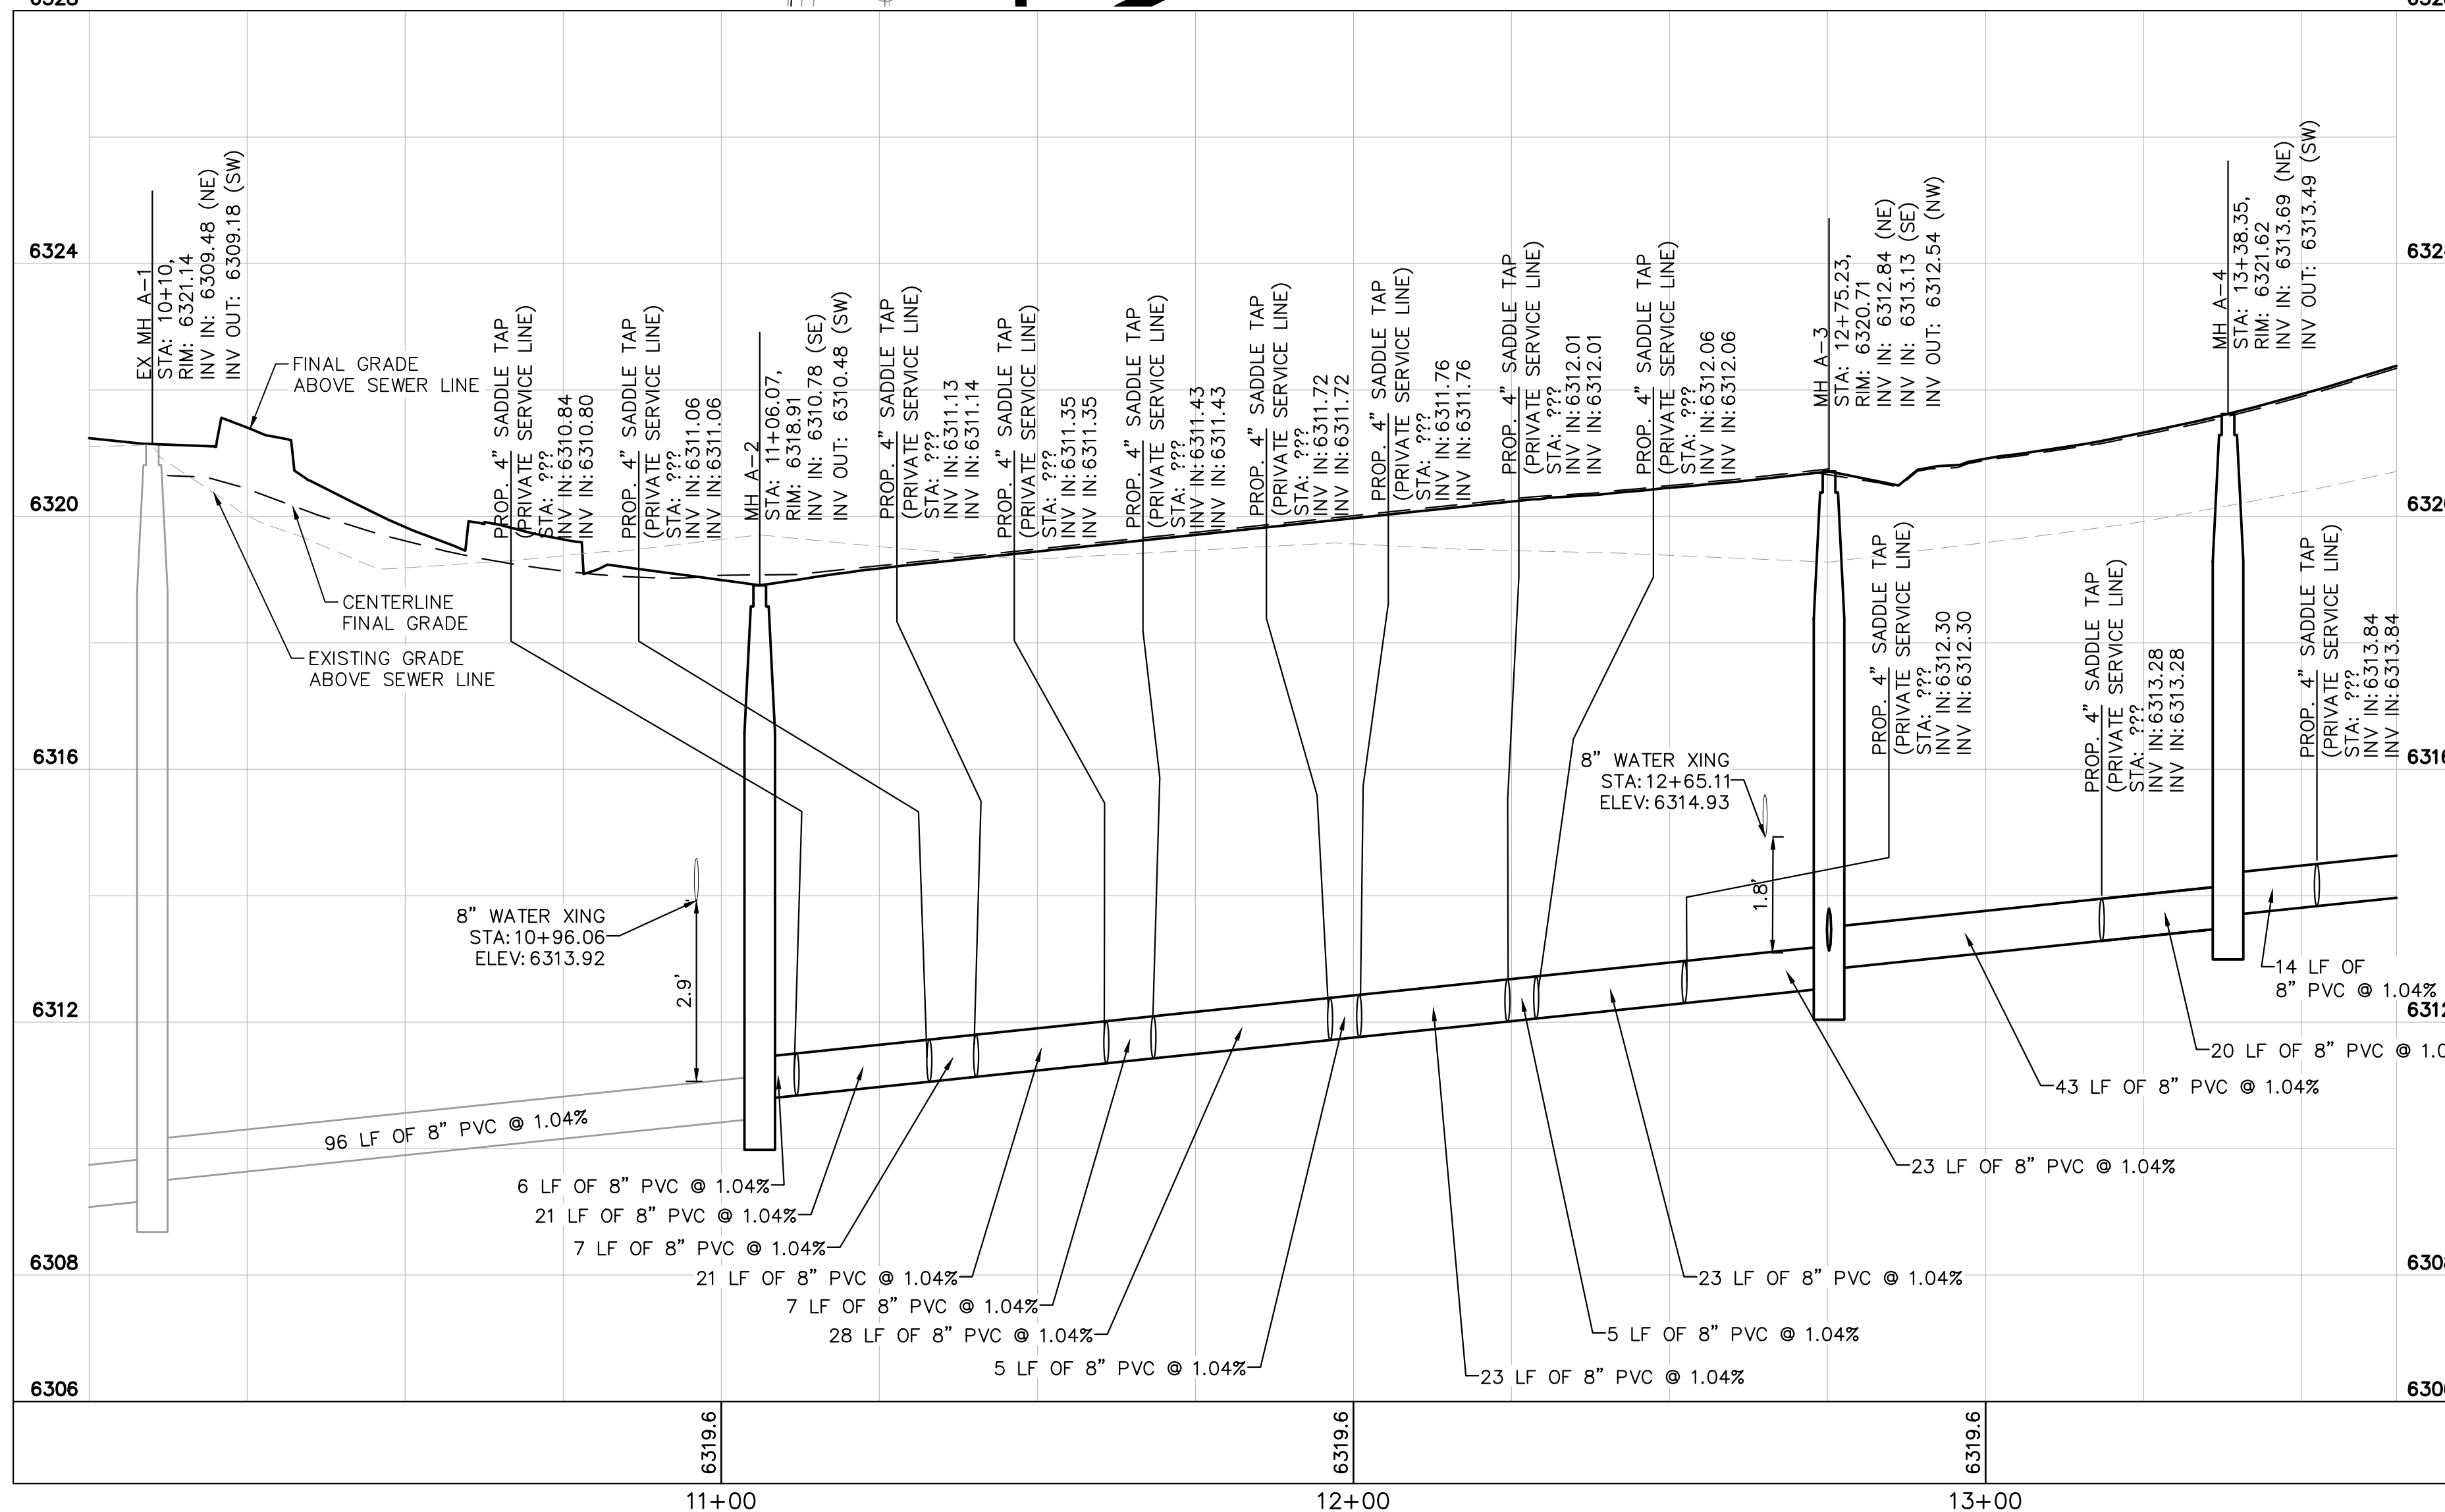 6328
6324
6320
6316
6312
6308
6306
EX MH A-1
STA: 10+10,
RIM: 6321.14
INV IN: 6309.48 (NE)
INV OUT: 6309.18 (SW)
FINAL GRADE
ABOVE SEWER LINE
CENTERLINE
FINAL GRADE
EXISTING GRADE
ABOVE SEWER LINE
PROP. 4" SADDLE TAP
(PRIVATE SERVICE LINE)
STA: ???
INV IN:6310.84
INV IN:6310.80
PROP. 4" SADDLE TAP
(PRIVATE SERVICE LINE)
STA: ???
INV IN:6311.06
INV IN:6311.06
MH A-2
STA: 11+06.07,
RIM: 6318.91
INV IN: 6310.78 (SE)
INV OUT: 6310.48 (SW)
PROP. 4" SADDLE TAP
(PRIVATE SERVICE LINE)
STA: ???
INV IN:6311.13
INV IN:6311.14
PROP. 4" SADDLE TAP
(PRIVATE SERVICE LINE)
STA: ???
INV IN:6311.35
INV IN:6311.35
PROP. 4" SADDLE TAP
(PRIVATE SERVICE LINE)
STA: ???
INV IN:6311.43
INV IN:6311.43
PROP. 4" SADDLE TAP
(PRIVATE SERVICE LINE)
STA: ???
INV IN:6311.72
INV IN:6311.72
PROP. 4" SADDLE TAP
(PRIVATE SERVICE LINE)
STA: ???
INV IN:6311.76
INV IN:6311.76
PROP. 4" SADDLE TAP
(PRIVATE SERVICE LINE)
STA: ???
INV IN:6312.01
INV IN:6312.01
PROP. 4" SADDLE TAP
(PRIVATE SERVICE LINE)
STA: ???
INV IN:6312.06
INV IN:6312.06
MH A-3
STA: 12+75.23,
RIM: 6320.71
INV IN: 6312.84 (NE)
INV IN: 6313.13 (SE)
INV OUT: 6312.54 (NW)
PROP. 4" SADDLE TAP
(PRIVATE SERVICE LINE)
STA: ???
INV IN:6312.30
INV IN:6312.30
PROP. 4" SADDLE TAP
(PRIVATE SERVICE LINE)
STA: ???
INV IN:6313.28
INV IN:6313.28
MH A-4
STA: 13+38.35,
RIM: 6321.62
INV IN: 6313.69 (NE)
INV OUT: 6313.49 (SW)
PROP. 4" SADDLE TAP
(PRIVATE SERVICE LINE)
STA: ???
INV IN:6313.84
INV IN:6313.84
8" WATER XING
STA:10+96.06
ELEV:6313.92
2.9'
8" WATER XING
STA:12+65.11
ELEV:6314.93
1.8'
96 LF OF 8" PVC @ 1.04%
6 LF OF 8" PVC @ 1.04%
21 LF OF 8" PVC @ 1.04%
7 LF OF 8" PVC @ 1.04%
21 LF OF 8" PVC @ 1.04%
7 LF OF 8" PVC @ 1.04%
28 LF OF 8" PVC @ 1.04%
5 LF OF 8" PVC @ 1.04%
23 LF OF 8" PVC @ 1.04%
5 LF OF 8" PVC @ 1.04%
23 LF OF 8" PVC @ 1.04%
23 LF OF 8" PVC @ 1.04%
43 LF OF 8" PVC @ 1.04%
20 LF OF 8" PVC @ 1.0
14 LF OF
8" PVC @ 1.04%
6319.6
6319.6
6319.6
11+00
12+00
13+00